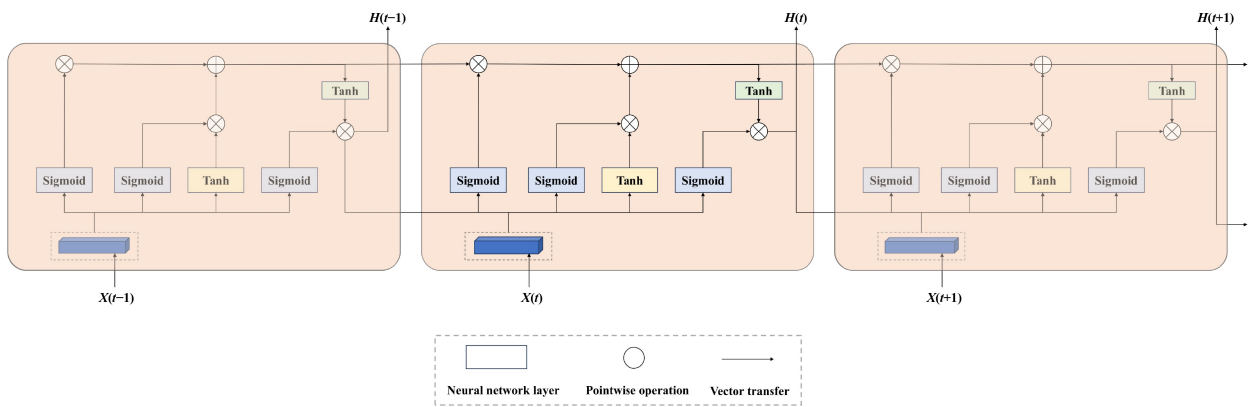 H(t−1) H(t) H(t+1)
Tanh Tanh Tanh
Sigmoid Sigmoid Tanh Sigmoid Sigmoid Sigmoid Tanh Sigmoid Sigmoid Sigmoid Tanh Sigmoid
X(t−1) X(t) X(t+1)
Neural network layer Pointwise operation Vector transfer